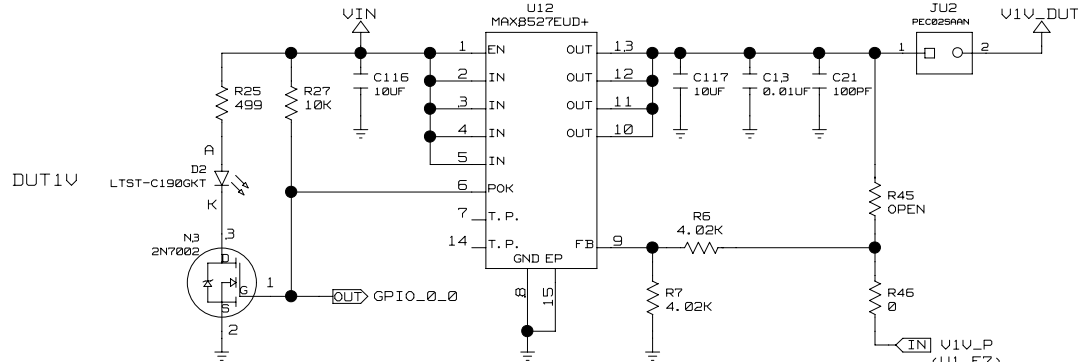 U12
MAX8527EUD+
JU2
PEC02SAAN
VIN
V1V_DUT
1 EN
OUT 13
1
2
2 IN
OUT 12
3 IN
OUT 11
4 IN
OUT 10
5 IN
6 POK
7 T.P.
14 T.P.
FB 9
GND EP
8
15
R25
499
R27
10K
C116
10UF
C117
10UF
C13
0.01UF
C21
100PF
A
D2
LTST-C190GKT
K
DUT1V
R45
OPEN
R6
4.02K
N3
2N7002
3
D
G
S
1
2
OUT GPIO_0_0
R7
4.02K
R46
0
IN V1V_P